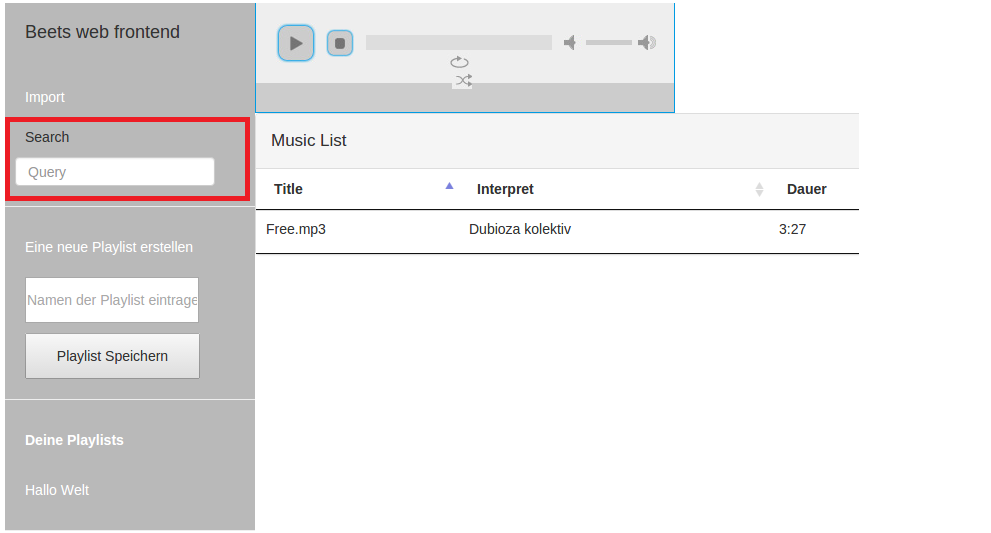 Beets web frontend
Import
Search
Query
Eine neue Playlist erstellen
Namen der Playlist eintrage
Playlist Speichern
Deine Playlists
Hallo Welt
Music List
Title Interpret Dauer
Free.mp3 Dubioza kolektiv 3:27